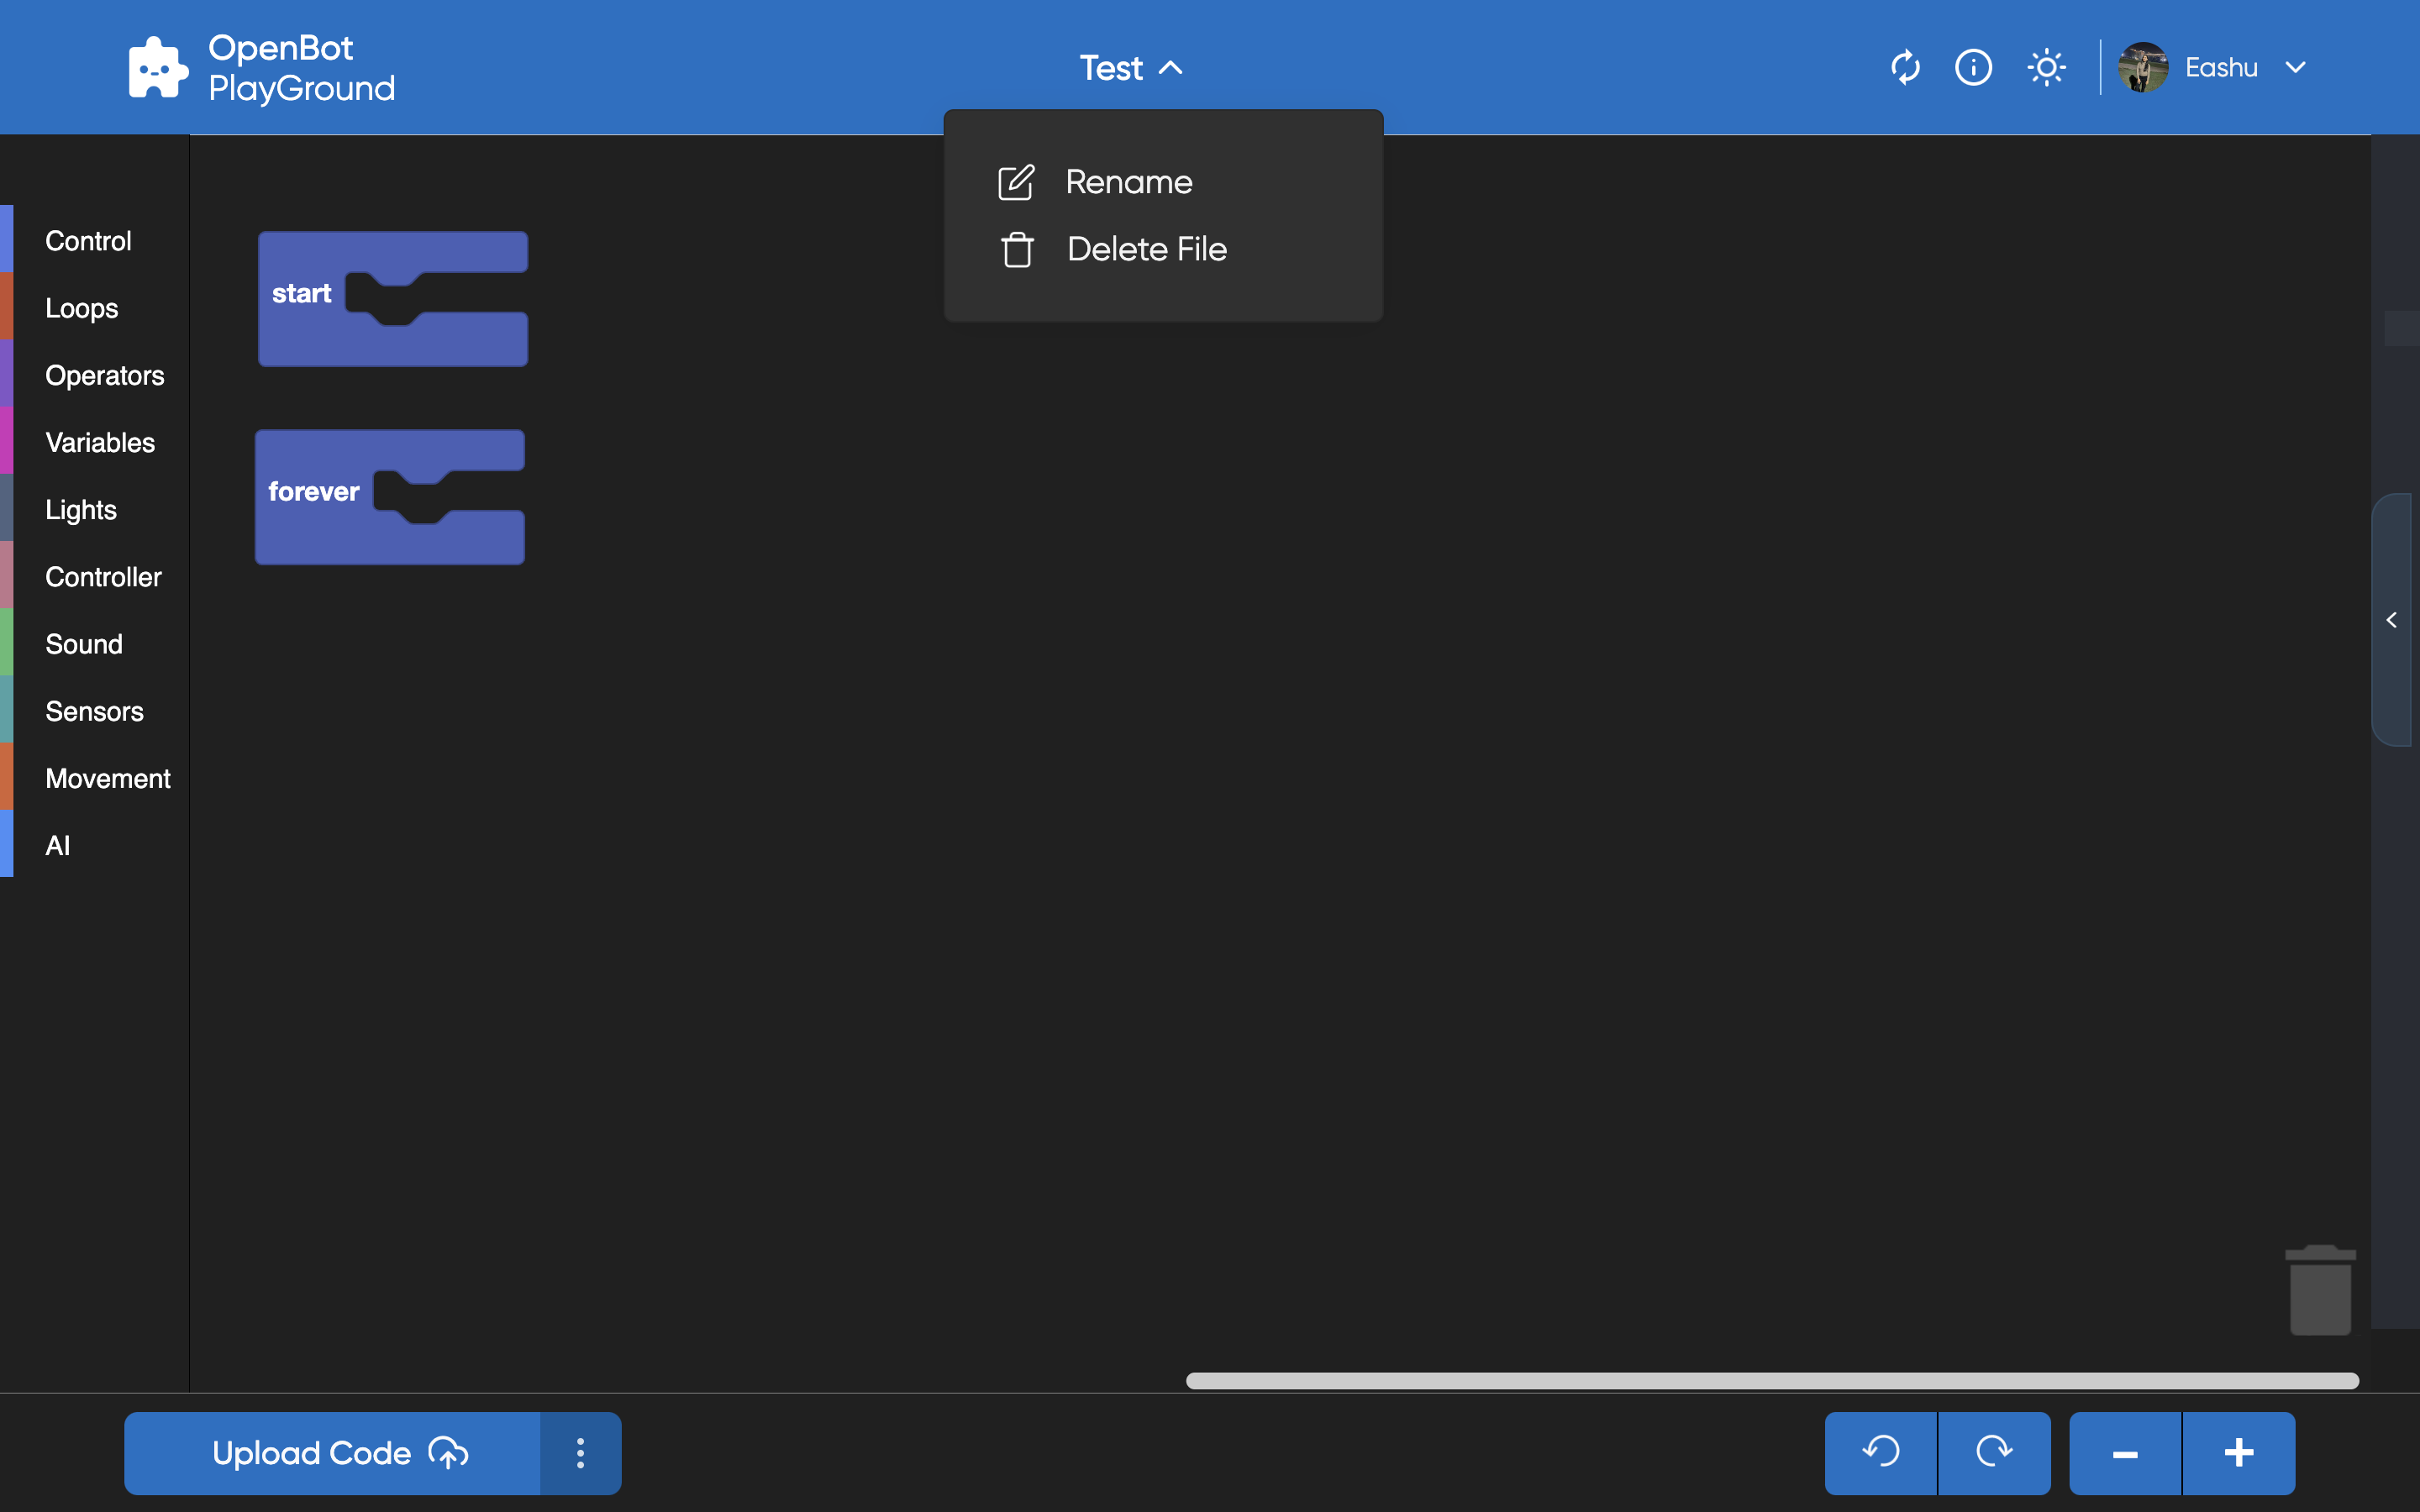 OpenBot
PlayGround
Test
Eashu
Rename
Delete File
Control
Loops
Operators
Variables
Lights
Controller
Sound
Sensors
Movement
AI
start
forever
Upload Code